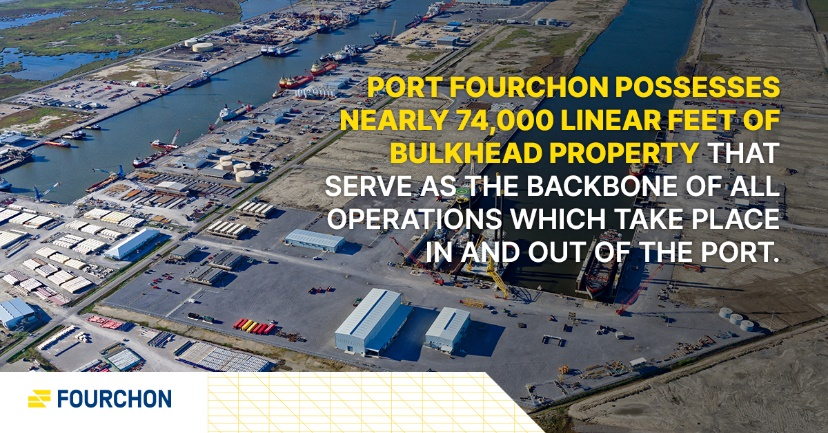 PORT FOURCHON POSSESSES
NEARLY 74,000 LINEAR FEET OF
BULKHEAD PROPERTY THAT
SERVE AS THE BACKBONE OF ALL
OPERATIONS WHICH TAKE PLACE
IN AND OUT OF THE PORT.
FOURCHON